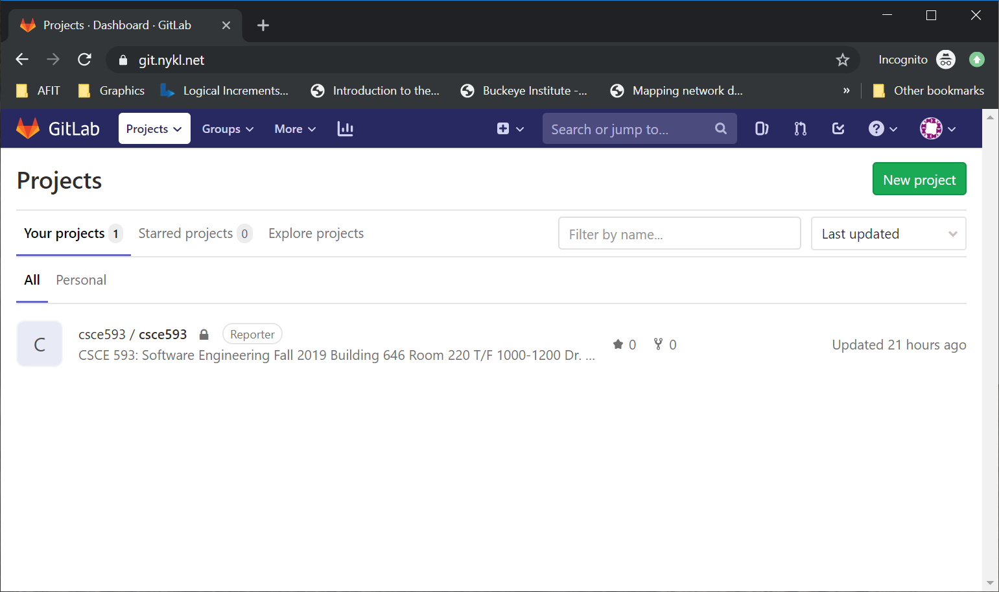 Projects · Dashboard · GitLab
git.nykl.net
Incognito
AFIT
Graphics
Logical Increments...
Introduction to the...
Buckeye Institute -...
Mapping network d...
»
Other bookmarks
GitLab
Projects
Groups
More
Search or jump to...
Projects
New project
Your projects 1
Starred projects 0
Explore projects
Filter by name...
Last updated
All
Personal
C
csce593 / csce593
Reporter
CSCE 593: Software Engineering Fall 2019 Building 646 Room 220 T/F 1000-1200 Dr. ...
0
0
Updated 21 hours ago